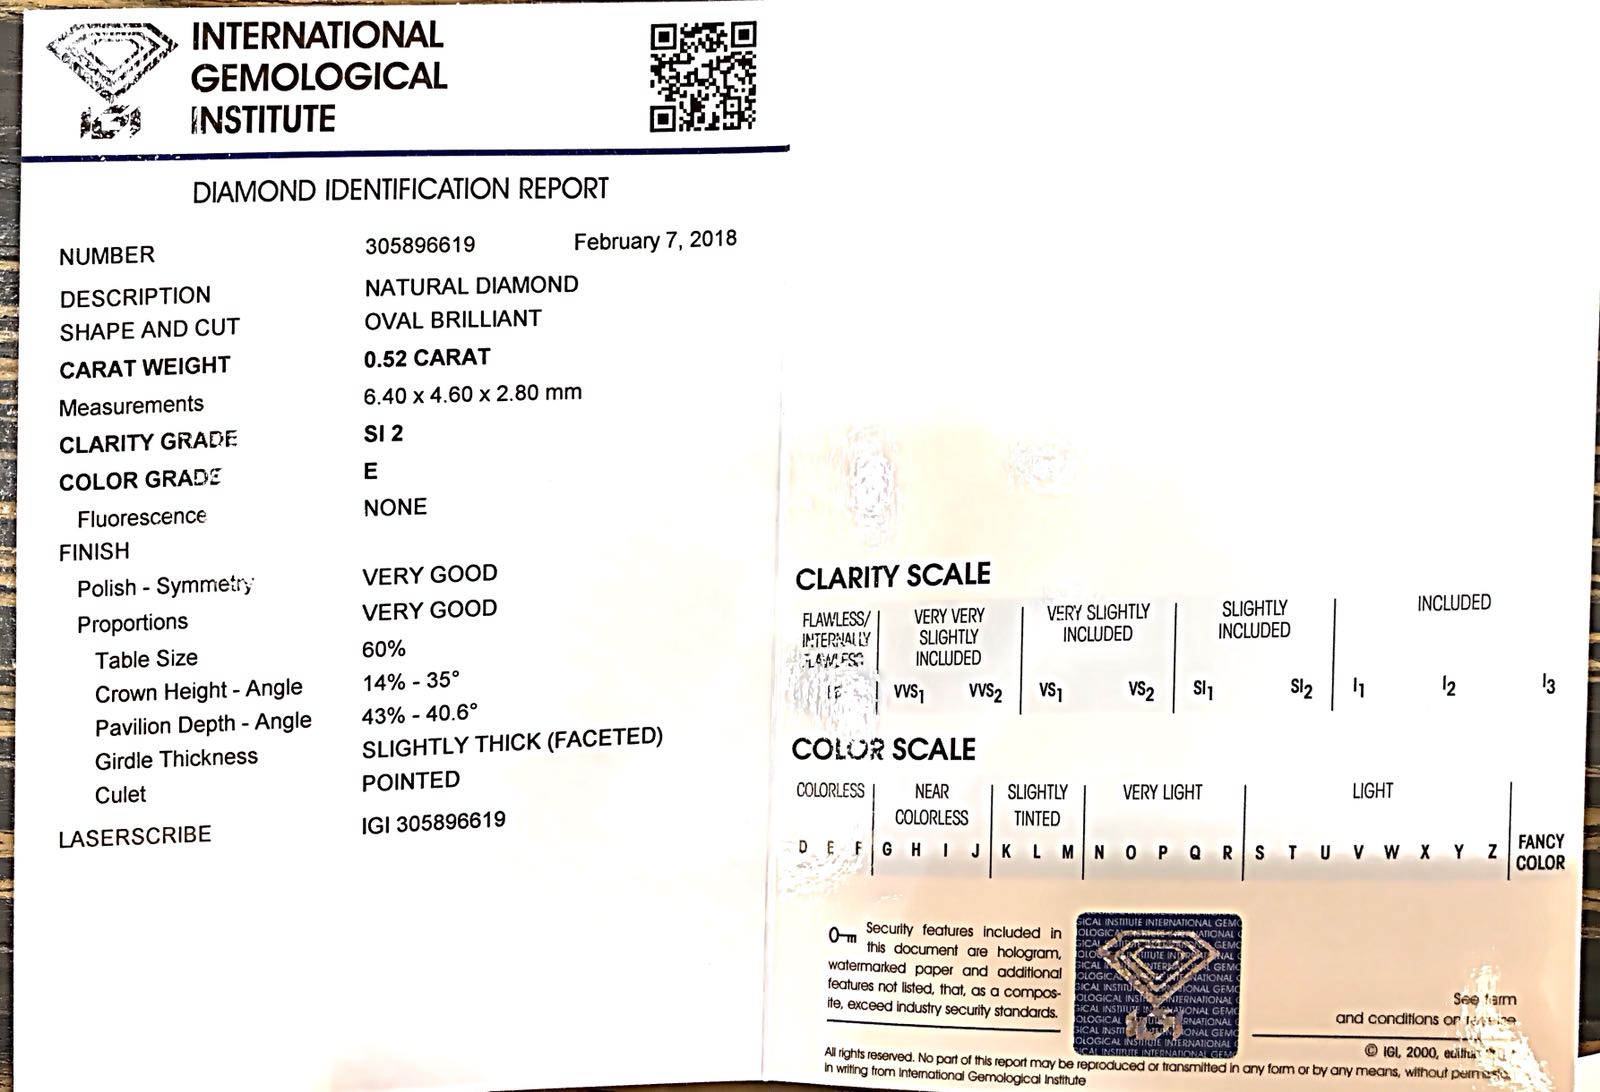 INTERNATIONAL
GEMOLOGICAL
INSTITUTE
IGI
DIAMOND IDENTIFICATION REPORT
NUMBER 305896619 February 7, 2018
DESCRIPTION NATURAL DIAMOND
SHAPE AND CUT OVAL BRILLIANT
CARAT WEIGHT 0.52 CARAT
Measurements 6.40 x 4.60 x 2.80 mm
CLARITY GRADE SI 2
COLOR GRADE E
Fluorescence NONE
FINISH
Polish - Symmetry VERY GOOD
Proportions VERY GOOD
Table Size 60%
Crown Height - Angle 14% - 35°
Pavilion Depth - Angle 43% - 40.6°
Girdle Thickness SLIGHTLY THICK (FACETED)
Culet POINTED
LASERSCRIBE IGI 305896619
CLARITY SCALE
FLAWLESS/
INTERNALLY
FLAWLESS
VERY VERY
SLIGHTLY
INCLUDED
VERY SLIGHTLY
INCLUDED
SLIGHTLY
INCLUDED
INCLUDED
IF VVS1 VVS2 VS1 VS2 SI1 SI2 I1 I2 I3
COLOR SCALE
COLORLESS
NEAR
COLORLESS
SLIGHTLY
TINTED
VERY LIGHT
LIGHT
D E F G H I J K L M N O P Q R S T U V W X Y Z
FANCY
COLOR
Security features included in
this document are hologram,
watermarked paper and additional
features not listed, that, as a compos-
ite, exceed industry security standards.
See term
and conditions on reverse
© IGI, 2000,
All rights reserved. No part of this report may be reproduced or transmitted in any form or by any means, without permission
in writing from International Gemological Institute